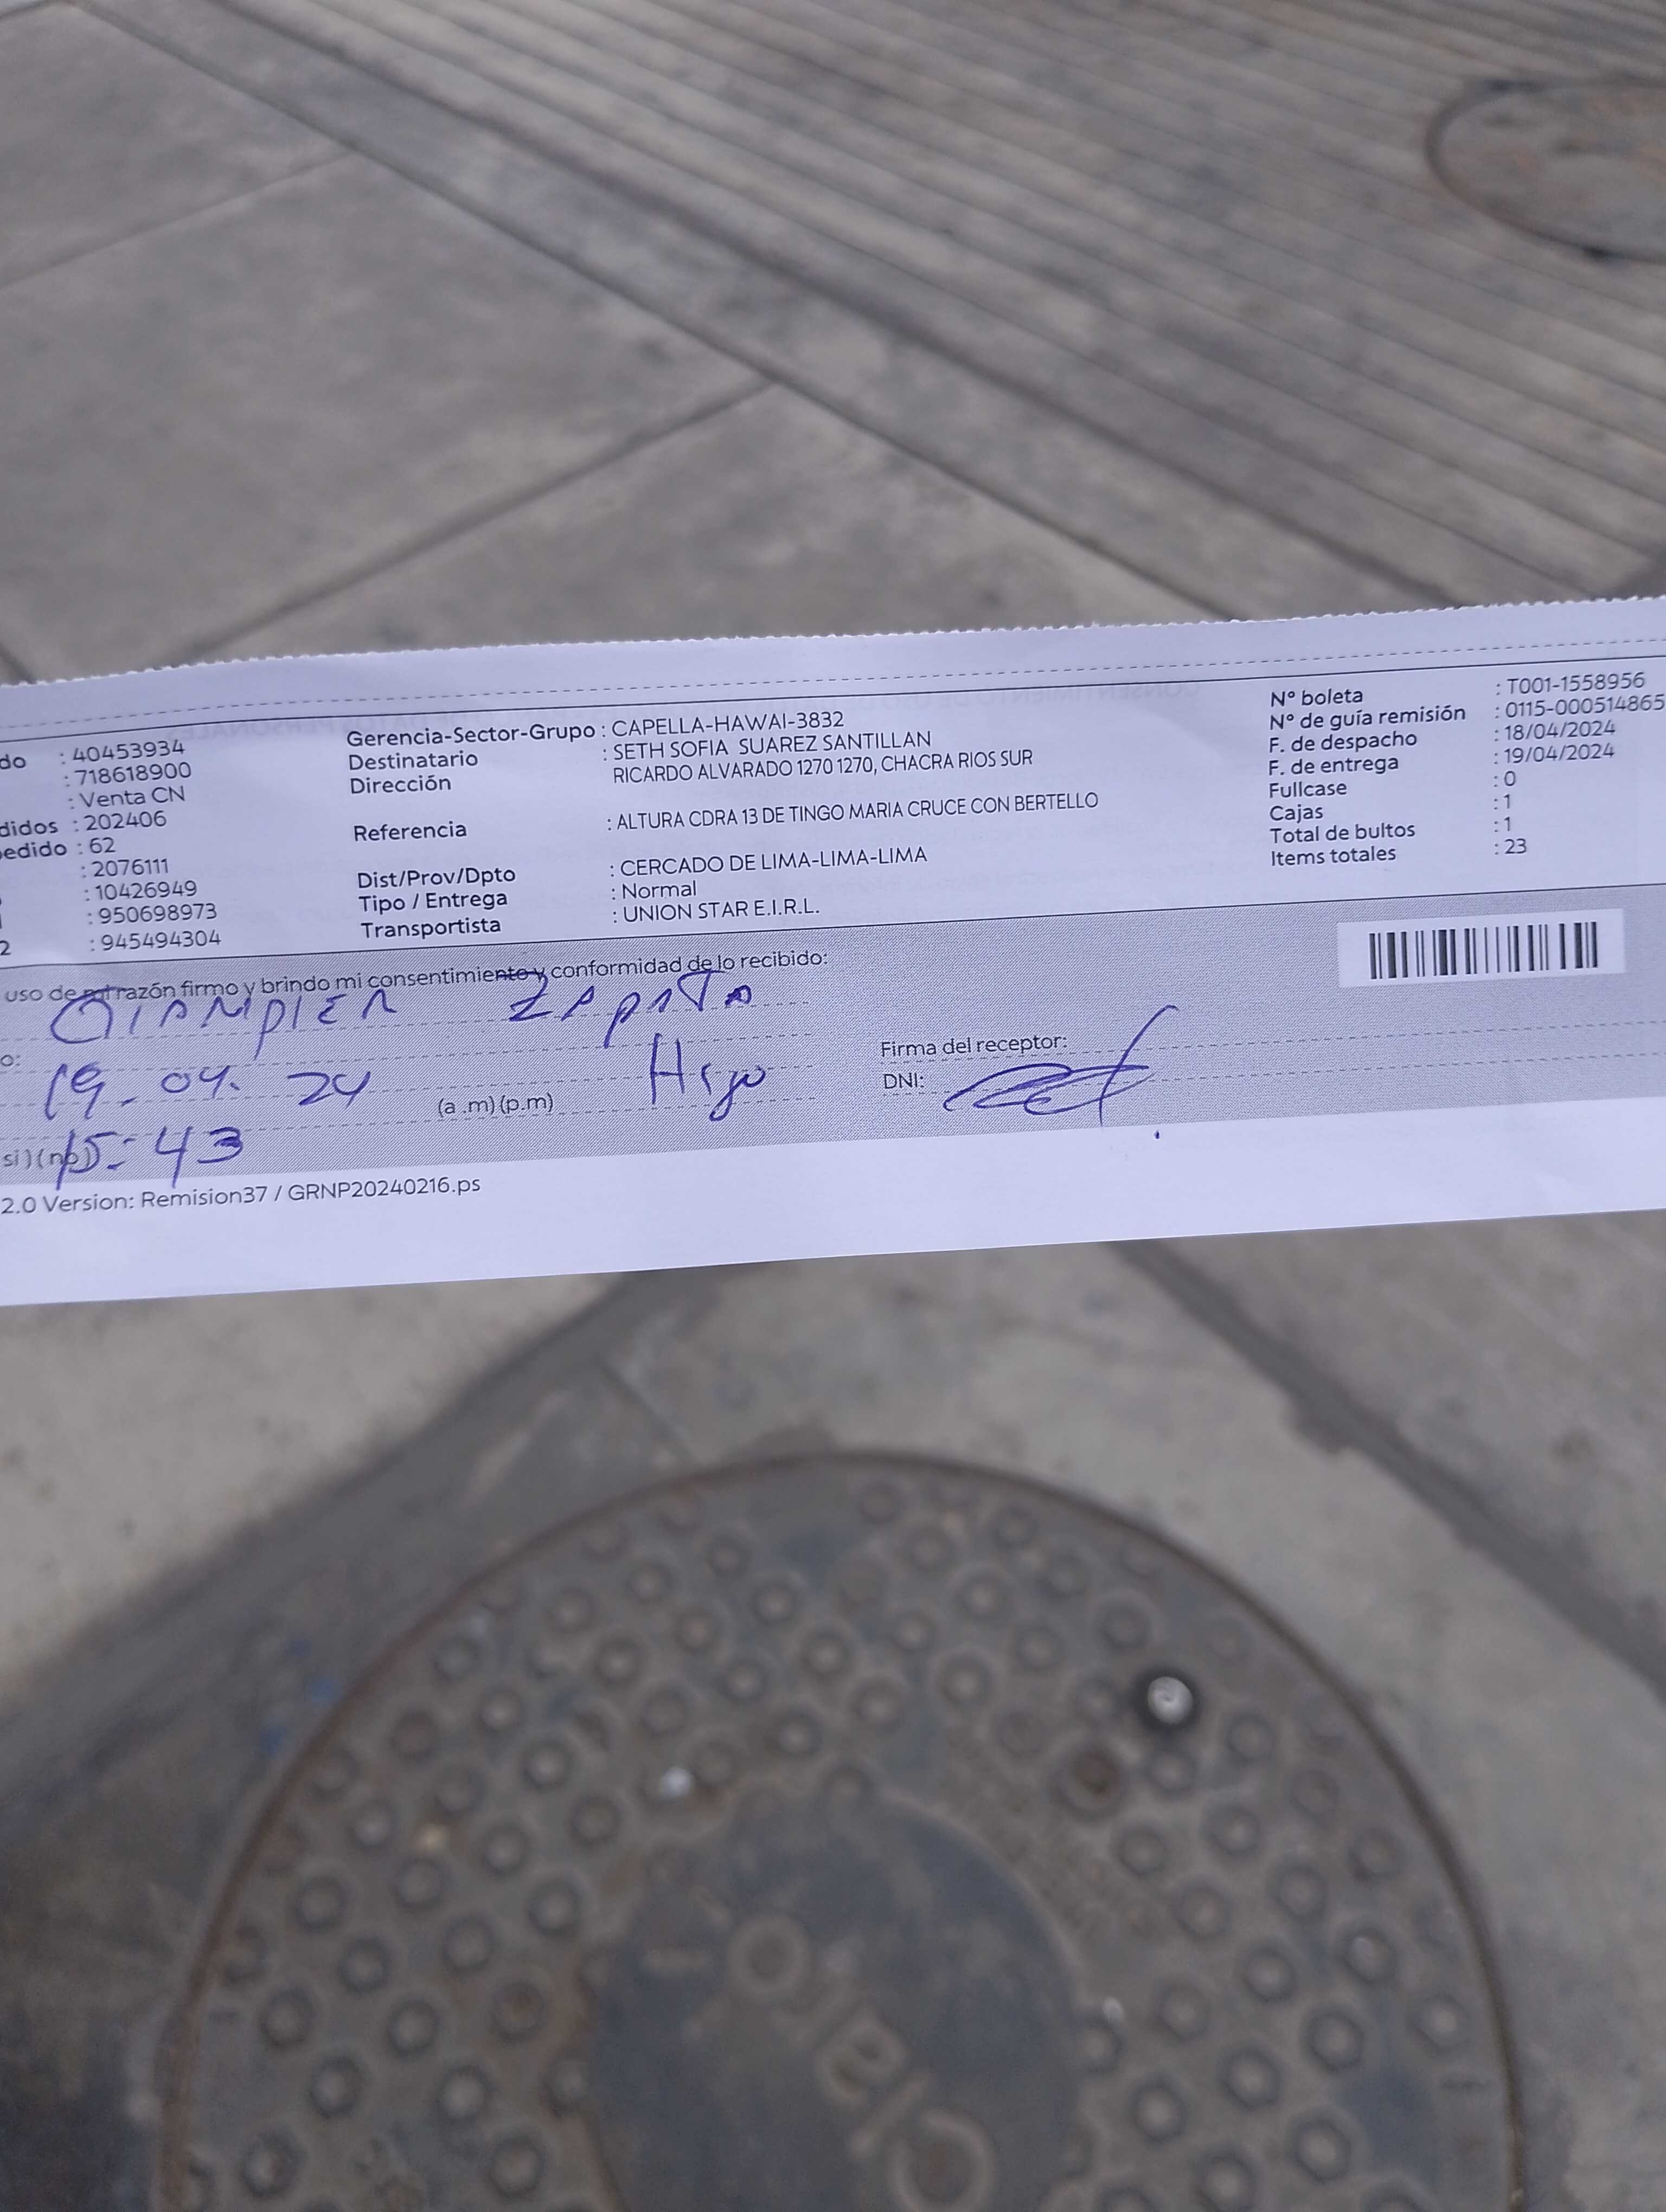 do : 40453934
: 718618900
: Venta CN
didos : 202406
edido : 62
: 2076111
: 10426949
: 950698973
2 : 945494304
Gerencia-Sector-Grupo : CAPELLA-HAWAI-3832
Destinatario : SETH SOFIA SUAREZ SANTILLAN
Dirección RICARDO ALVARADO 1270 1270, CHACRA RIOS SUR
Referencia : ALTURA CDRA 13 DE TINGO MARIA CRUCE CON BERTELLO
Dist/Prov/Dpto : CERCADO DE LIMA-LIMA-LIMA
Tipo / Entrega : Normal
Transportista : UNION STAR E.I.R.L.
N° boleta : T001-1558956
N° de guía remisión : 0115-000514865
F. de despacho : 18/04/2024
F. de entrega : 19/04/2024
Fullcase : 0
Cajas : 1
Total de bultos : 1
Items totales : 23
uso de mi razón firmo y brindo mi consentimiento y conformidad de lo recibido:
GIANPIER ZAPATA
o:
19. 04. 24 (a .m) (p.m) Hijo
Firma del receptor:
DNI:
si) (no) 15:43
2.0 Version: Remision37 / GRNP20240216.ps
Claro